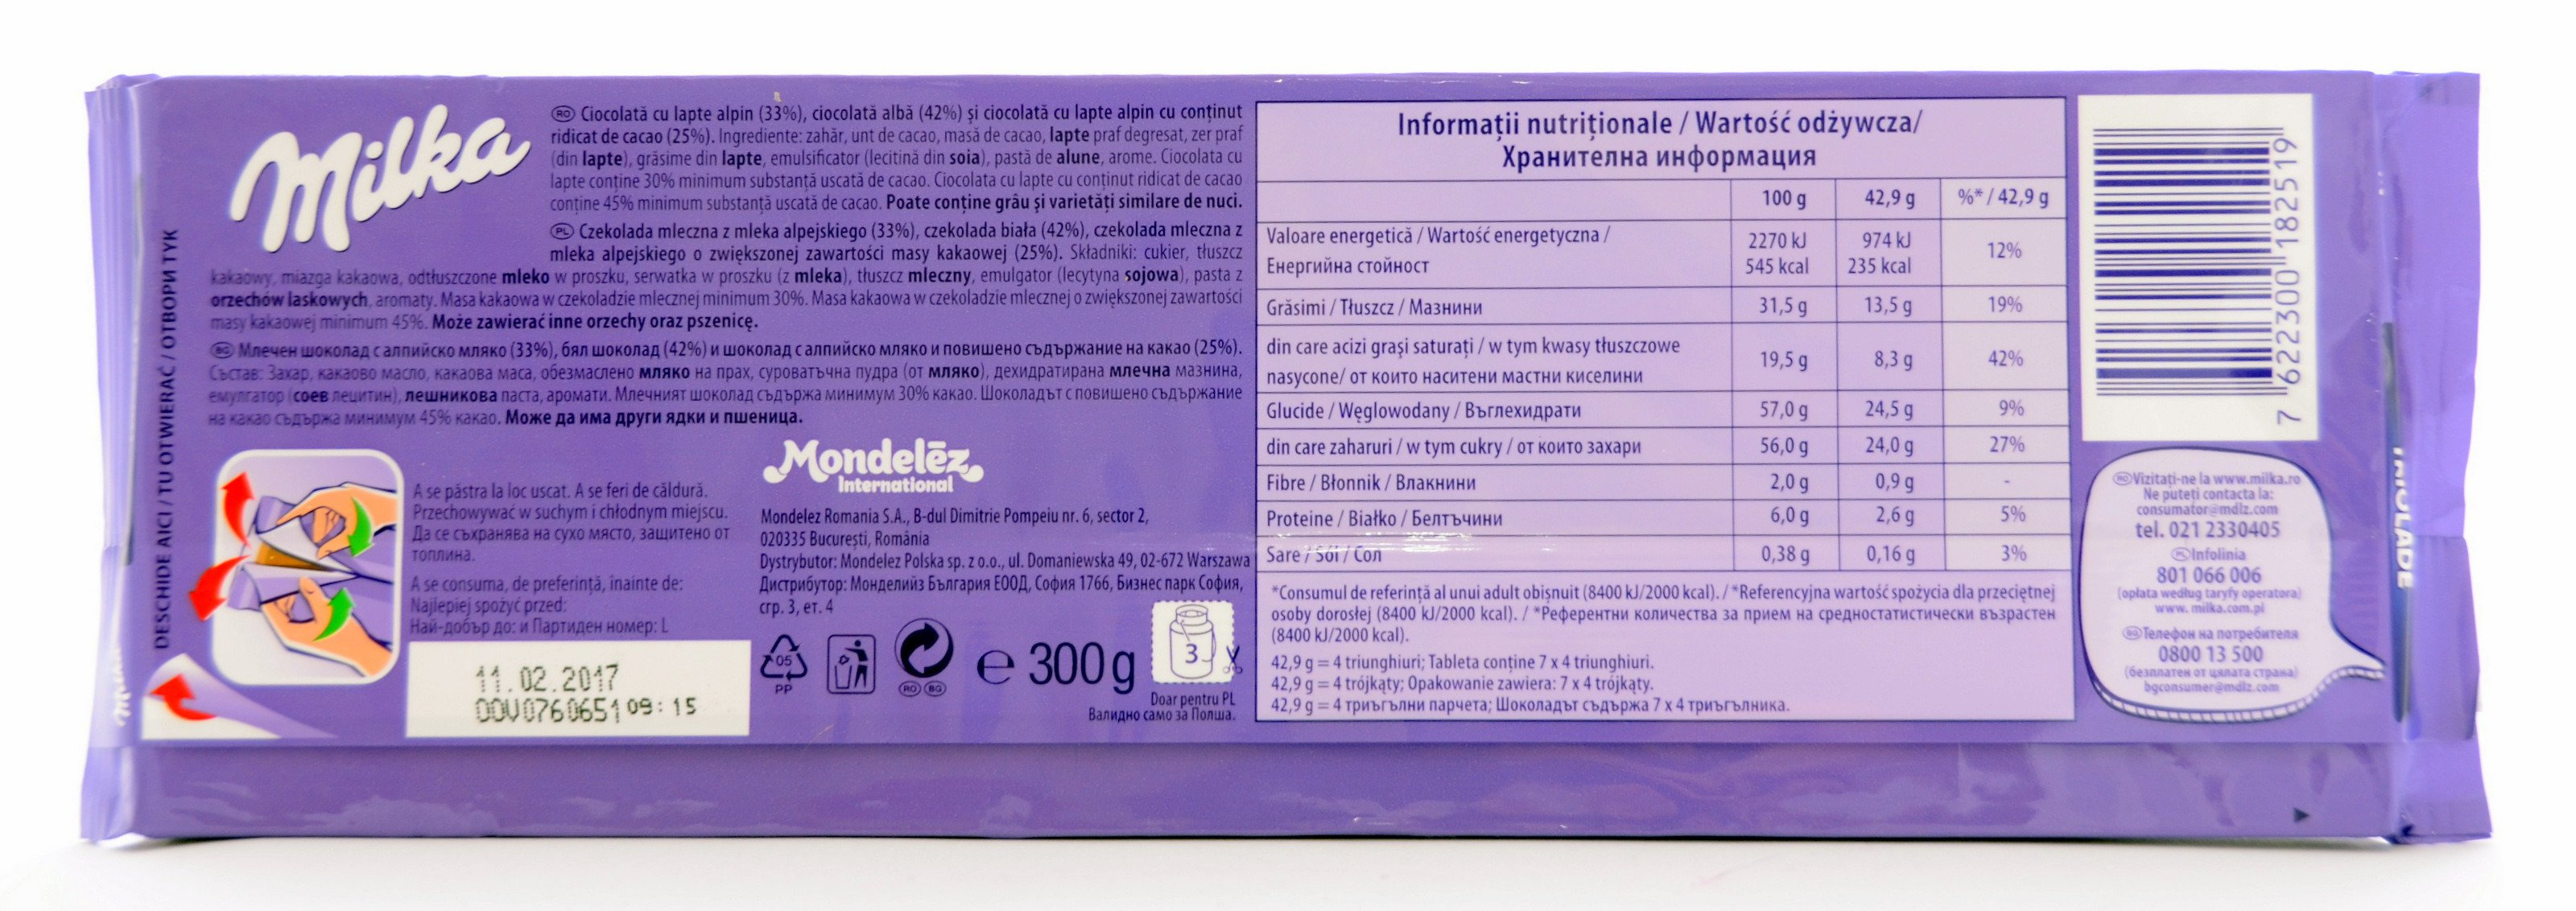 Milka
RO Ciocolată cu lapte alpin (33%), ciocolată albă (42%) și ciocolată cu lapte alpin cu conținut
ridicat de cacao (25%). Ingrediente: zahăr, unt de cacao, masă de cacao, lapte praf degresat, zer praf
(din lapte), grăsime din lapte, emulsificator (lecitină din soia), pastă de alune, arome. Ciocolata cu
lapte conține 30% minimum substanță uscată de cacao. Ciocolata cu lapte cu conținut ridicat de cacao
conține 45% minimum substanță uscată de cacao. Poate conține grâu și varietăți similare de nuci.
PL Czekolada mleczna z mleka alpejskiego (33%), czekolada biała (42%), czekolada mleczna z
mleka alpejskiego o zwiększonej zawartości masy kakaowej (25%). Składniki: cukier, tłuszcz
kakaowy, miazga kakaowa, odtłuszczone mleko w proszku, serwatka w proszku (z mleka), tłuszcz mleczny, emulgator (lecytyna sojowa), pasta z
orzechów laskowych, aromaty. Masa kakaowa w czekoladzie mlecznej minimum 30%. Masa kakaowa w czekoladzie mlecznej o zwiększonej zawartości
masy kakaowej minimum 45%. Może zawierać inne orzechy oraz pszenicę.
BG Млечен шоколад с алпийско мляко (33%), бял шоколад (42%) и шоколад с алпийско мляко и повишено съдържание на какао (25%).
Състав: Захар, какаово масло, какаова маса, обезмаслено мляко на прах, суроватъчна пудра (от мляко), дехидратирана млечна мазнина,
емулгатор (соев лецитин), лешникова паста, аромати. Млечният шоколад съдържа минимум 30% какао. Шоколадът с повишено съдържание
на какао съдържа минимум 45% какао. Може да има други ядки и пшеница.
DESCHIDE AICI / TU OTWIERAĆ / ОТВОРИ ТУК
A se păstra la loc uscat. A se feri de căldură.
Przechowywać w suchym i chłodnym miejscu.
Да се съхранява на сухо място, защитено от
топлина.
A se consuma, de preferință, înainte de:
Najlepiej spożyć przed:
Най-добър до: и Партиден номер: L
11.02.2017
OOV0760651 09:15
Mondelēz
International
Mondelez Romania S.A., B-dul Dimitrie Pompeiu nr. 6, sector 2,
020335 București, România
Dystrybutor: Mondelez Polska sp. z o.o., ul. Domaniewska 49, 02-672 Warszawa
Дистрибутор: Монделийз България ЕООД, София 1766, Бизнес парк София,
сгр. 3, ет. 4
05
PP
RO BG
e 300 g
3
Doar pentru PL
Валидно само за Полша.
Informații nutriționale / Wartość odżywcza/
Хранителна информация
100 g 42,9 g %* / 42,9 g
Valoare energetică / Wartość energetyczna / 2270 kJ 974 kJ 12%
Енергийна стойност 545 kcal 235 kcal
Grăsimi / Tłuszcz / Мазнини 31,5 g 13,5 g 19%
din care acizi grași saturați / w tym kwasy tłuszczowe 19,5 g 8,3 g 42%
nasycone/ от които наситени мастни киселини
Glucide / Węglowodany / Въглехидрати 57,0 g 24,5 g 9%
din care zaharuri / w tym cukry / от които захари 56,0 g 24,0 g 27%
Fibre / Błonnik / Влакнини 2,0 g 0,9 g -
Proteine / Białko / Белтъчини 6,0 g 2,6 g 5%
Sare / Sól / Сол 0,38 g 0,16 g 3%
*Consumul de referință al unui adult obișnuit (8400 kJ/2000 kcal). / *Referencyjna wartość spożycia dla przeciętnej
osoby dorosłej (8400 kJ/2000 kcal). / *Референтни количества за прием на средностатистически възрастен
(8400 kJ/2000 kcal).
42,9 g = 4 triunghiuri; Tableta conține 7 x 4 triunghiuri.
42,9 g = 4 trójkąty; Opakowanie zawiera: 7 x 4 trójkąty.
42,9 g = 4 триъгълни парчета; Шоколадът съдържа 7 x 4 триъгълника.
7 622300 182519
RO Vizitați-ne la www.milka.ro
Ne puteți contacta la:
consumator@mdlz.com
tel. 021 2330405
PL Infolinia
801 066 006
(opłata według taryfy operatora)
www. milka.com.pl
BG Телефон на потребителя
0800 13 500
(безплатен от цялата страна)
bgconsumer@mdlz.com